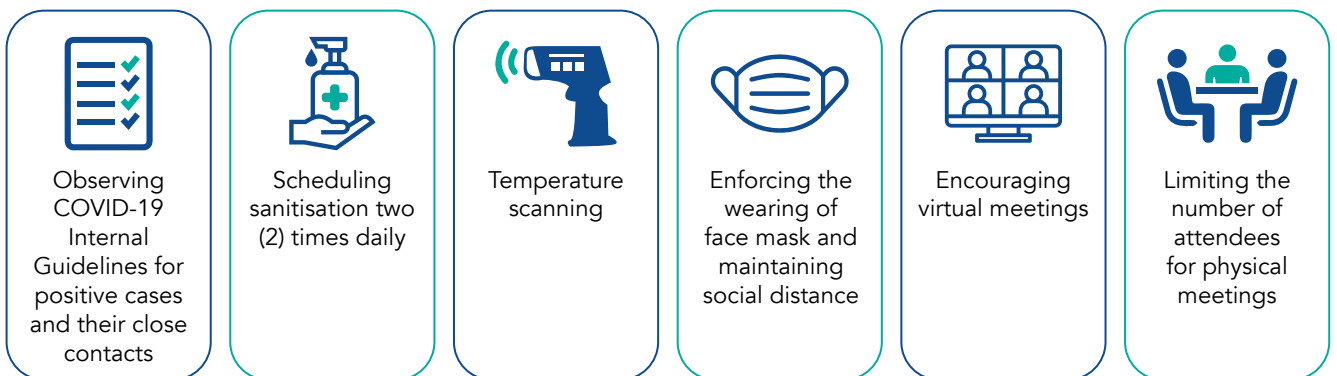 Observing
COVID-19
Internal
Guidelines for
positive cases
and their close
contacts
Scheduling
sanitisation two
(2) times daily
Temperature
scanning
Enforcing the
wearing of
face mask and
maintaining
social distance
Encouraging
virtual meetings
Limiting the
number of
attendees
for physical
meetings